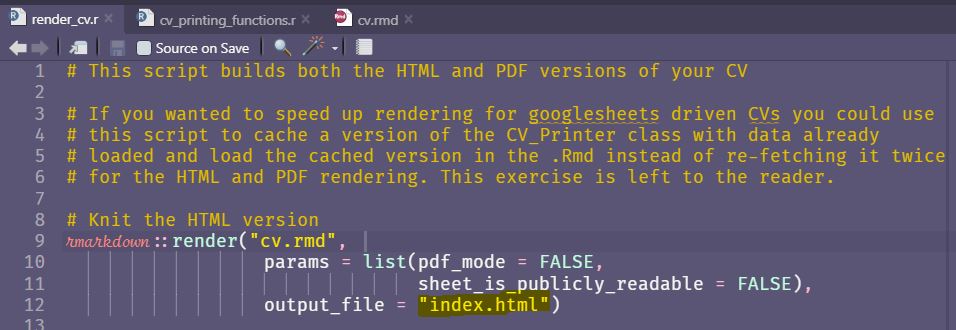 render_cv.r × cv_printing_functions.r × cv.rmd ×
Source on Save
1 # This script builds both the HTML and PDF versions of your CV
2
3 # If you wanted to speed up rendering for googlesheets driven CVs you could use
4 # this script to cache a version of the CV_Printer class with data already
5 # loaded and load the cached version in the .Rmd instead of re-fetching it twice
6 # for the HTML and PDF rendering. This exercise is left to the reader.
7
8 # Knit the HTML version
9 rmarkdown::render("cv.rmd",
10 params = list(pdf_mode = FALSE,
11 sheet_is_publicly_readable = FALSE),
12 output_file = "index.html")
13